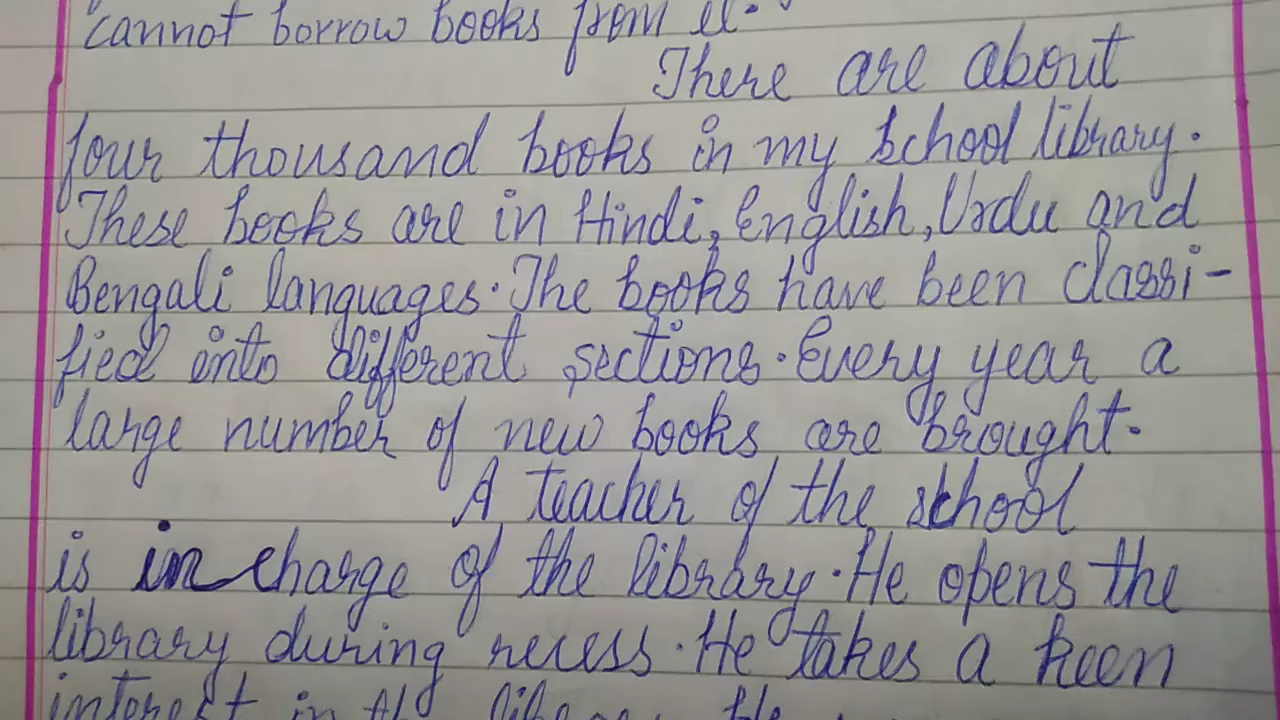 cannot borrow books from it.
There are about
four thousand books in my school library.
These books are in Hindi, English, Urdu and
Bengali languages. The books have been classi-
fied into different sections. Every year a
large number of new books are brought.
A teacher of the school
is in charge of the library. He opens the
library during recess. He takes a keen
interest in the